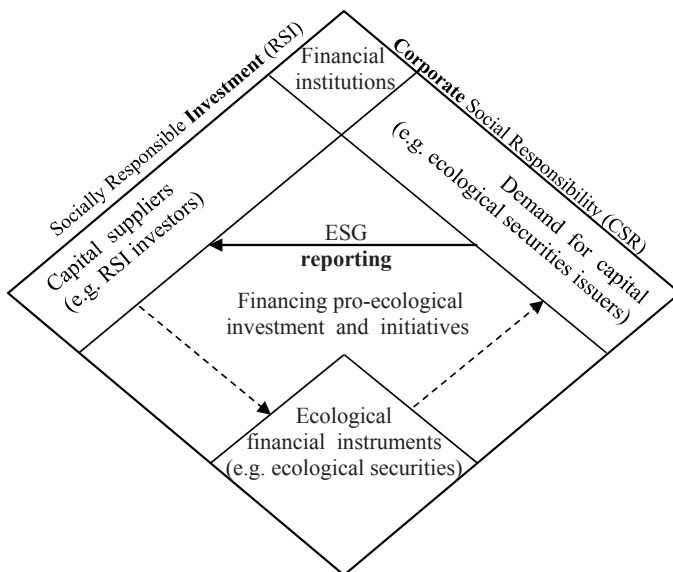 Socially Responsible Investment (RSI)
Corporate Social Responsibility (CSR)
Financial
institutions
Capital suppliers
(e.g. RSI investors)
Demand for capital
(e.g. ecological securities issuers)
ESG
reporting
Financing pro-ecological
investment and initiatives
Ecological
financial instruments
(e.g. ecological securities)